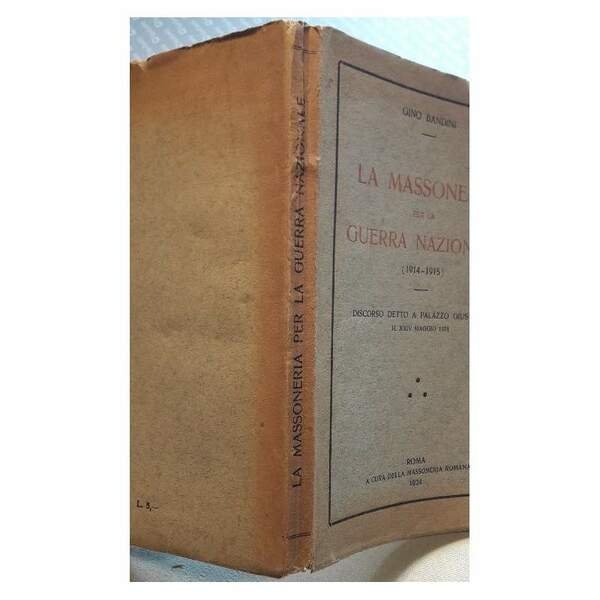 LA MASSONERIA PER LA GUERRA NAZIONALE
GINO BANDINI
LA MASSONE
PER LA
GUERRA NAZION
(1914-1915)
DISCORSO DETTO A PALAZZO GIUS
IL XXIV MAGGIO
ROMA
A CURA DELLA MASSONERIA ROMANA
1924
L. 5,—